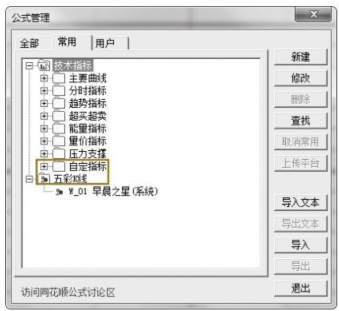 公式管理
全部 常用 用户
技术指标
主要曲线
分时指标
趋势指标
超买超卖
能量指标
量价指标
压力支撑
自定指标
五彩K线
W_01 早晨之星(系统)
新建
修改
删除
查找
取消常用
上传平台
导入文本
导出文本
导入
导出
退出
访问同花顺公式讨论区